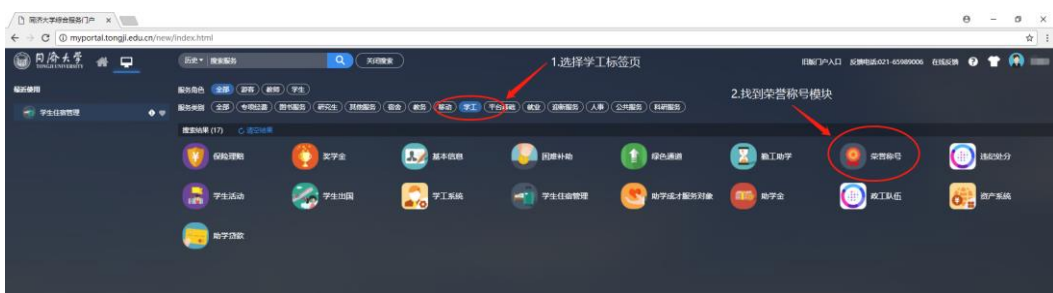 同济大学综合服务门户
myportal.tongji.edu.cn/new/index.html
同济大学
TONGJI UNIVERSITY
历史 搜索服务 关闭搜索
1.选择学工标签页
旧版门户入口 反馈电话:021-65989006 在线反馈
最近使用
学生住宿管理
服务角色 全部 游客 教师 学生
服务类别 全部 专项经费 图书服务 研究生 其他服务 宿舍 教务 移动 学工 平台基础 就业 迎新服务 人事 公共服务 科研服务
2.找到荣誉称号模块
搜索结果 (17) 清空结果
保险理赔 奖学金 基本信息 困难补助 绿色通道 勤工助学 荣誉称号 违纪处分
学生活动 学生出国 学工系统 学生住宿管理 助学成才服务对象 助学金 政工队伍 资产系统
助学贷款